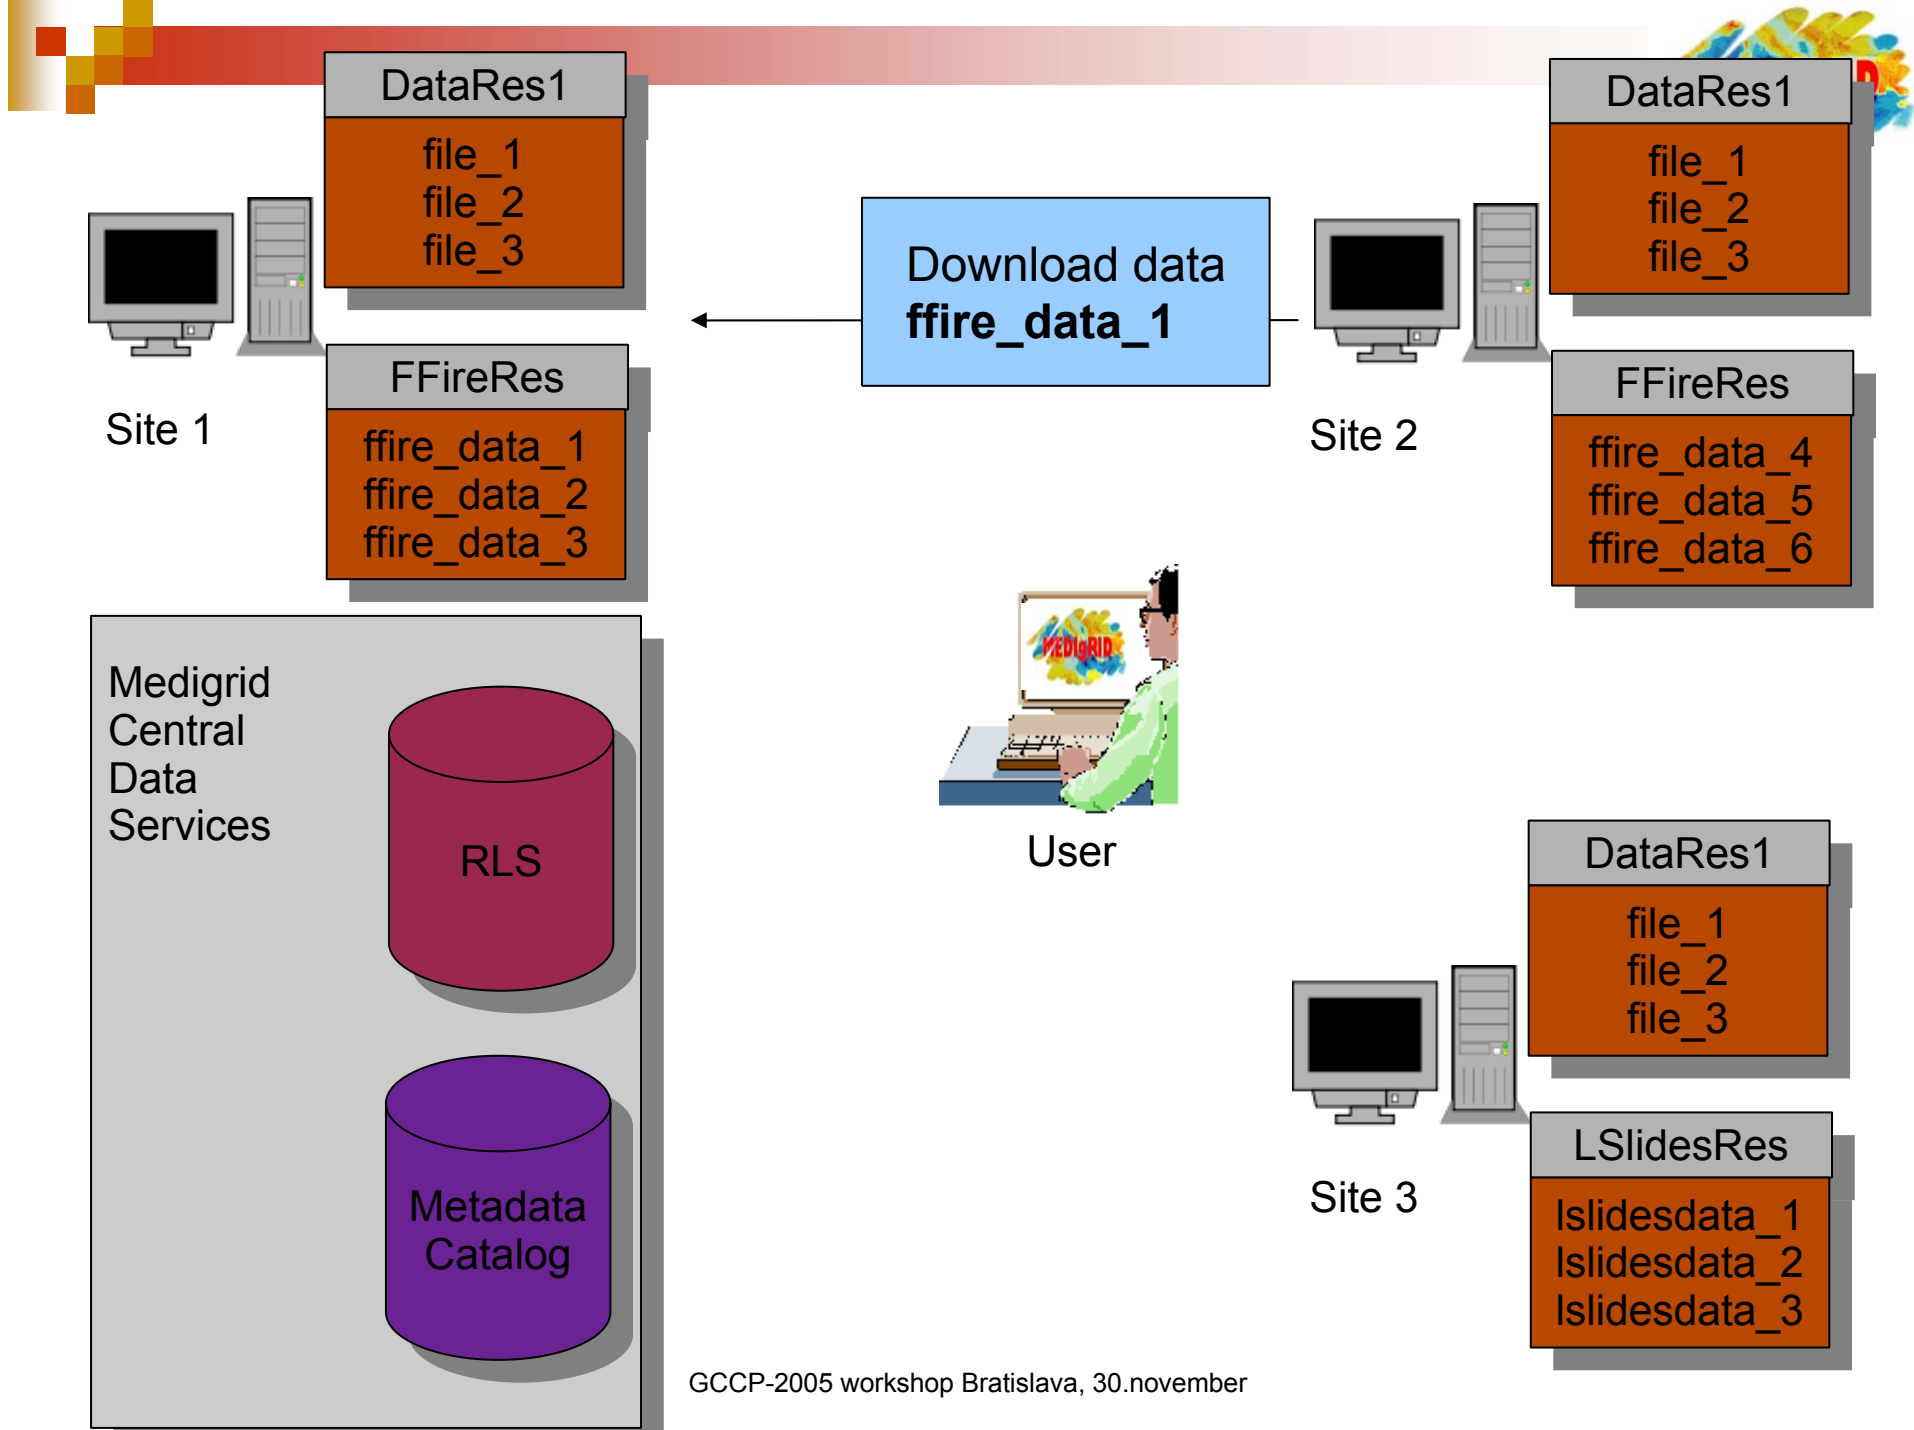 DataRes1
file_1
file_2
file_3
FFireRes
ffire_data_1
ffire_data_2
ffire_data_3
Site 1
Download data
ffire_data_1
DataRes1
file_1
file_2
file_3
FFireRes
ffire_data_4
ffire_data_5
ffire_data_6
Site 2
Medigrid
Central
Data
Services
RLS
Metadata
Catalog
MEDIgRID
User
DataRes1
file_1
file_2
file_3
LSlidesRes
lslidesdata_1
lslidesdata_2
lslidesdata_3
Site 3
GCCP-2005 workshop Bratislava, 30.november